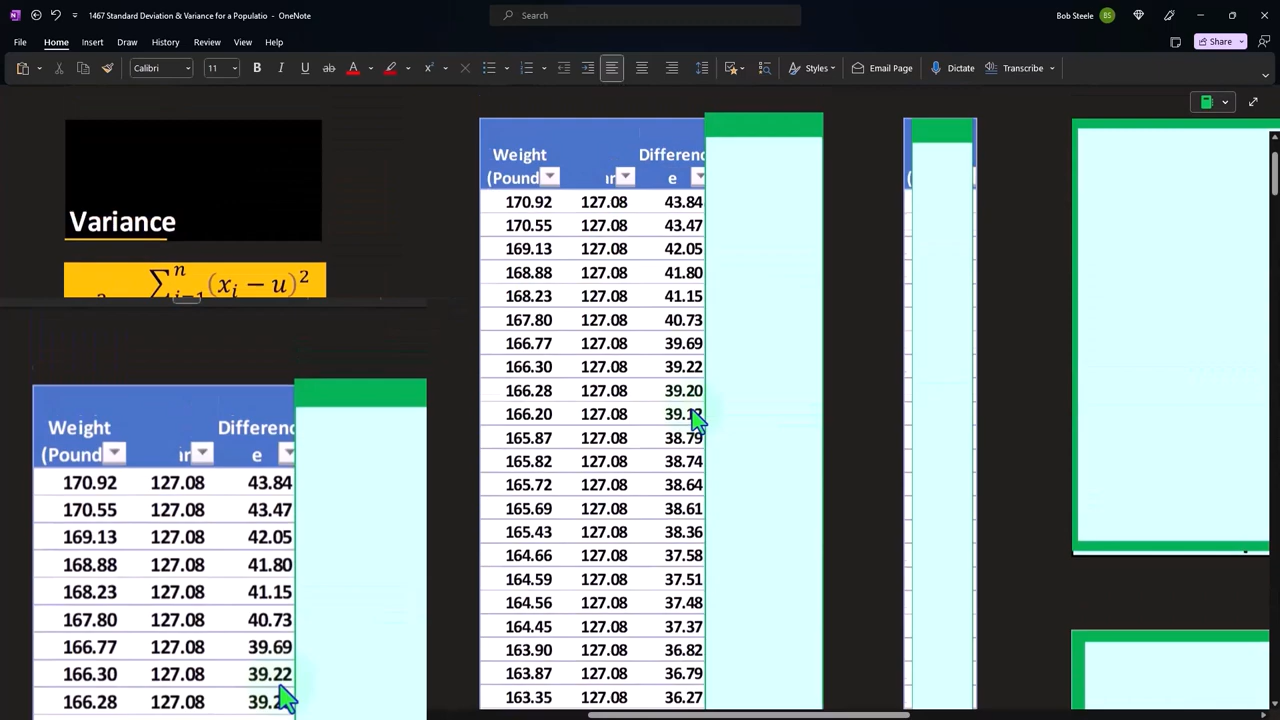 1467 Standard Deviation & Variance for a Populatio - OneNote
Search
Bob Steele
BS
File Home Insert Draw History Review View Help
Share
Calibri 11 B I U ab A Styles Email Page Dictate Transcribe
Variance
Weight
(Pound
ar
Differenc
e
170.92 127.08 43.84
170.55 127.08 43.47
169.13 127.08 42.05
168.88 127.08 41.80
168.23 127.08 41.15
167.80 127.08 40.73
166.77 127.08 39.69
166.30 127.08 39.22
166.28 127.08
Weight
(Pound
ar
Differenc
e
170.92 127.08 43.84
170.55 127.08 43.47
169.13 127.08 42.05
168.88 127.08 41.80
168.23 127.08 41.15
167.80 127.08 40.73
166.77 127.08 39.69
166.30 127.08 39.22
166.28 127.08 39.20
166.20 127.08
165.87 127.08 38.79
165.82 127.08 38.74
165.72 127.08 38.64
165.69 127.08 38.61
165.43 127.08 38.36
164.66 127.08 37.58
164.59 127.08 37.51
164.56 127.08 37.48
164.45 127.08 37.37
163.90 127.08 36.82
163.87 127.08 36.79
163.35 127.08 36.27